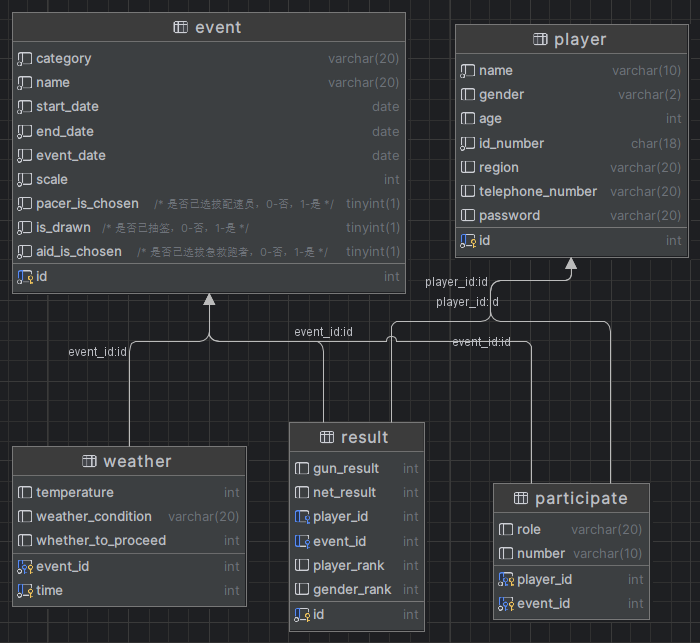 event
category varchar(20)
name varchar(20)
start_date date
end_date date
event_date date
scale int
pacer_is_chosen /* 是否已选拔配速员，0-否，1-是 */ tinyint(1)
is_drawn /* 是否已抽签，0-否，1-是 */ tinyint(1)
aid_is_chosen /* 是否已选拔急救跑者，0-否，1-是 */ tinyint(1)
id int
player
name varchar(10)
gender varchar(2)
age int
id_number char(18)
region varchar(20)
telephone_number varchar(20)
password varchar(20)
id int
player_id:id
player_id:id
event_id:id
event_id:id
event_id:id
weather
temperature int
weather_condition varchar(20)
whether_to_proceed int
event_id int
time int
result
gun_result int
net_result int
player_id int
event_id int
player_rank int
gender_rank int
id int
participate
role varchar(20)
number varchar(10)
player_id int
event_id int